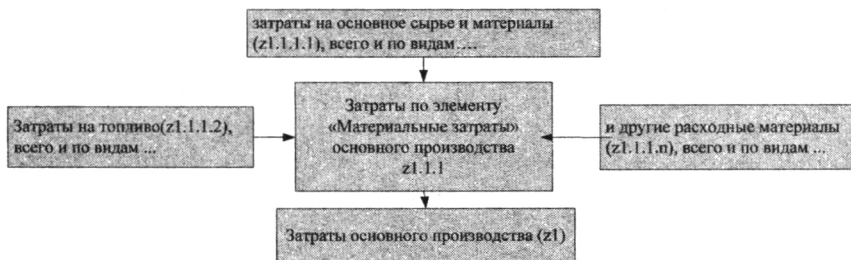 затраты на основное сырье и материалы
(z1.1.1.1), всего и по видам….
Затраты на топливо(z1.1.1.2),
всего и по видам ...
Затраты по элементу
«Материальные затраты»
основного производства
z1.1.1
и другие расходные материалы
(z1.1.1.n), всего и по видам ...
Затраты основного производства (z1)